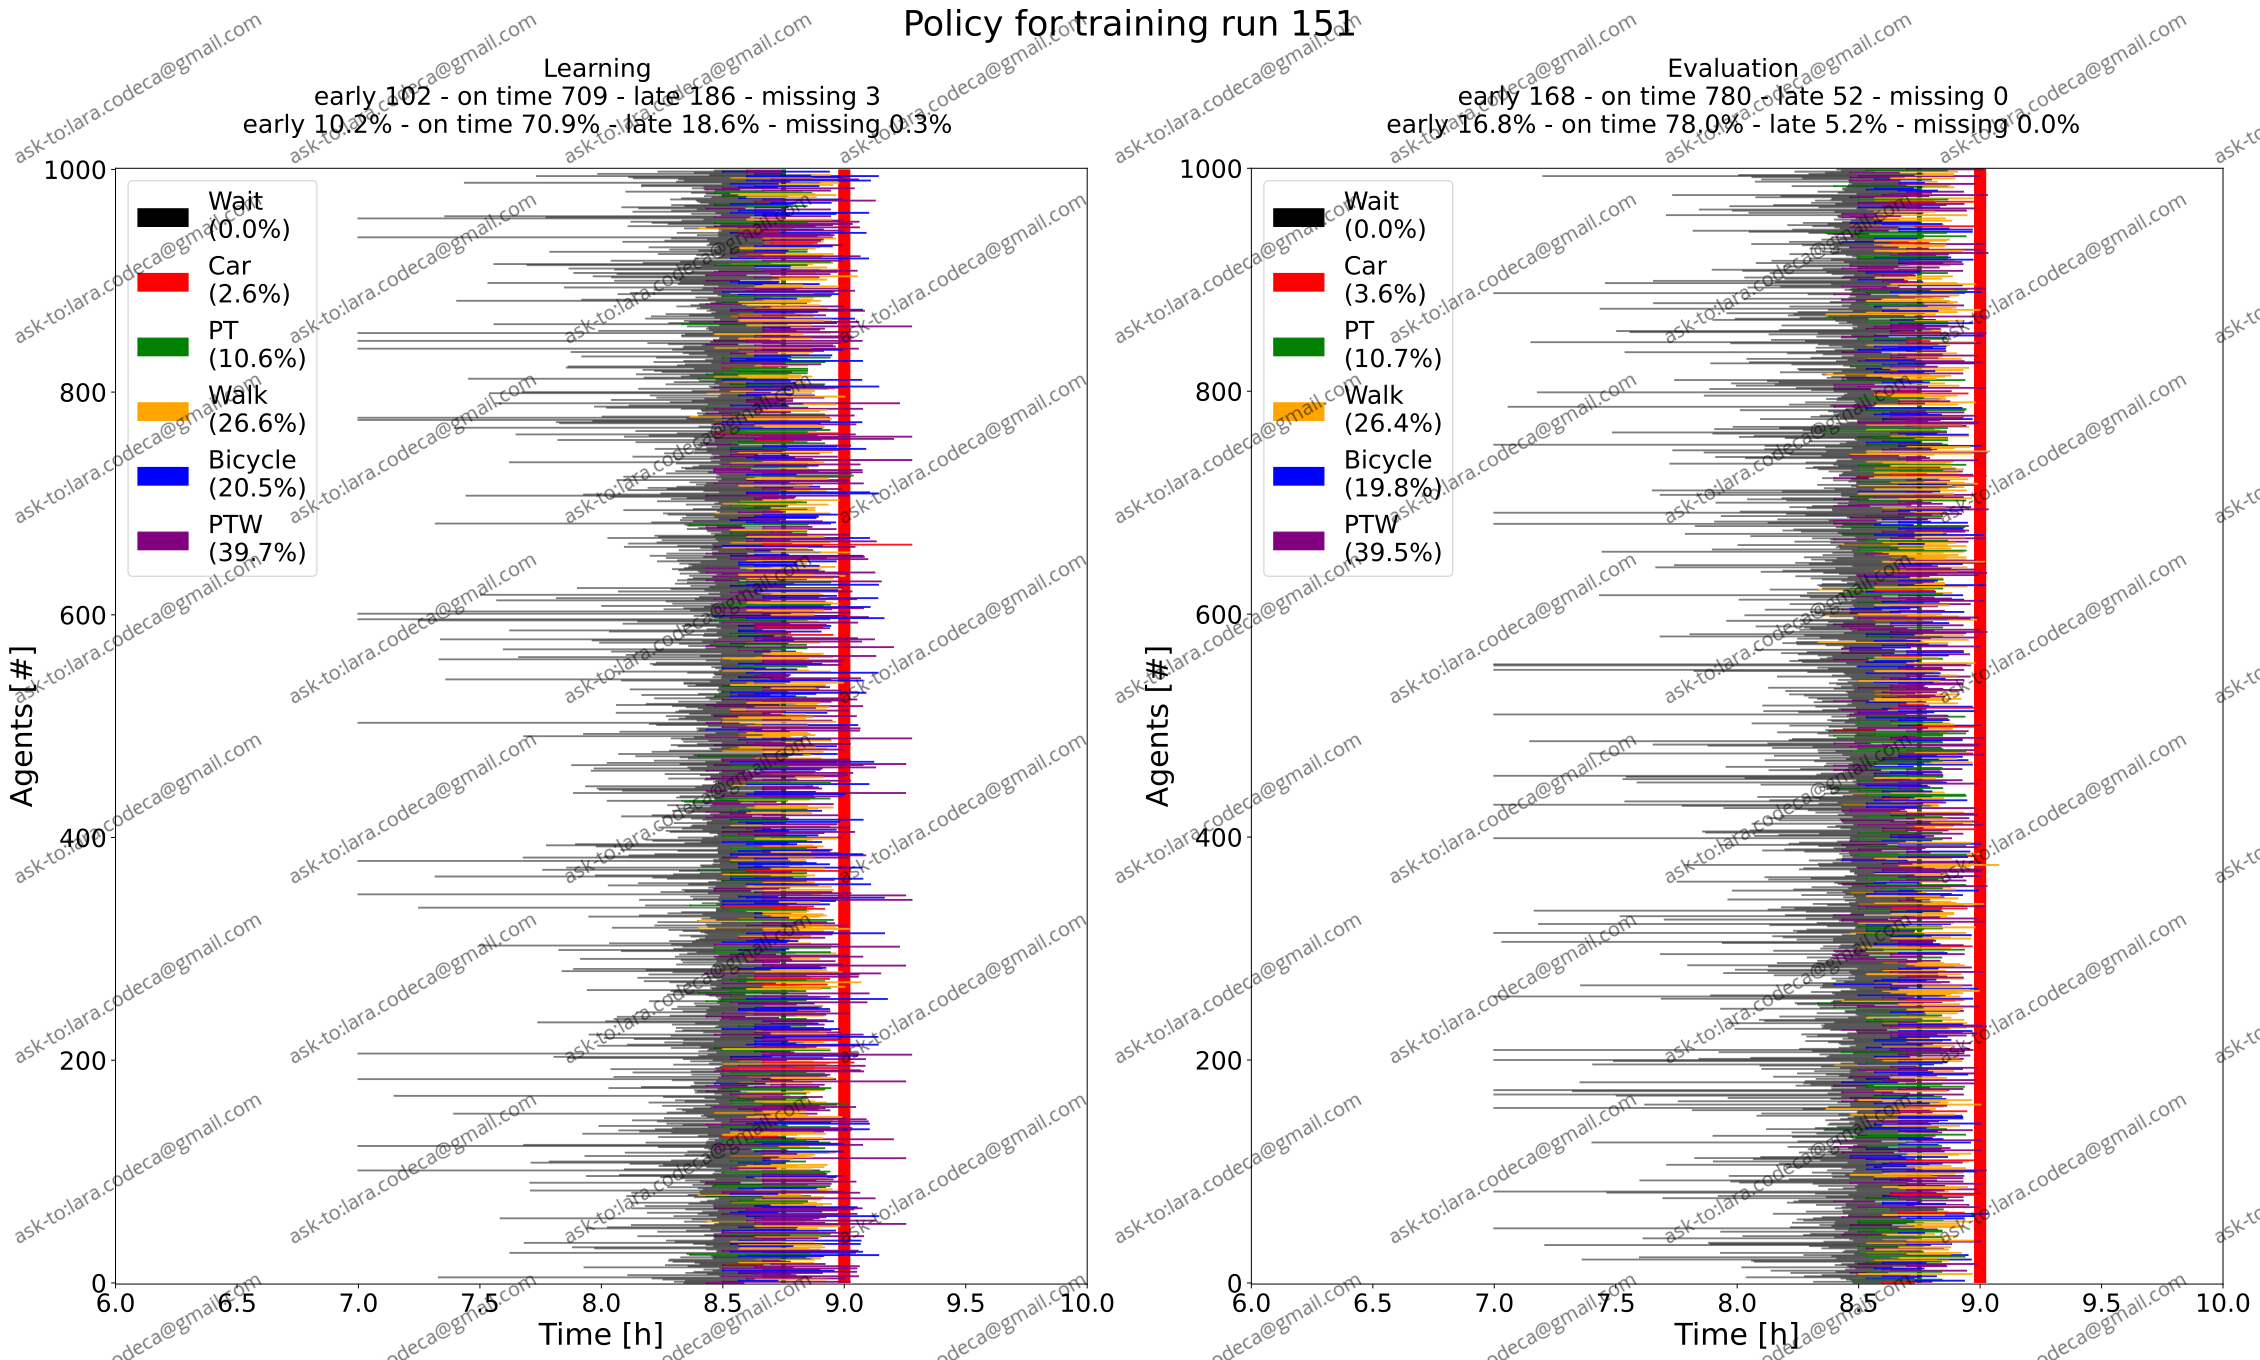 Policy for training run 151
Learning
early 102 - on time 709 - late 186 - missing 3
early 10.2% - on time 70.9% - late 18.6% - missing 0.3%
1000
800
600
400
200
0
Agents [#]
Wait
(0.0%)
Car
(2.6%)
PT
(10.6%)
Walk
(26.6%)
Bicycle
(20.5%)
PTW
(39.7%)
6.0 6.5 7.0 7.5 8.0 8.5 9.0 9.5 10.0
Time [h]
Evaluation
early 168 - on time 780 - late 52 - missing 0
early 16.8% - on time 78.0% - late 5.2% - missing 0.0%
1000
800
600
400
200
0
Agents [#]
Wait
(0.0%)
Car
(3.6%)
PT
(10.7%)
Walk
(26.4%)
Bicycle
(19.8%)
PTW
(39.5%)
6.0 6.5 7.0 7.5 8.0 8.5 9.0 9.5 10.0
Time [h]
ask-to:lara.codeca@gmail.com